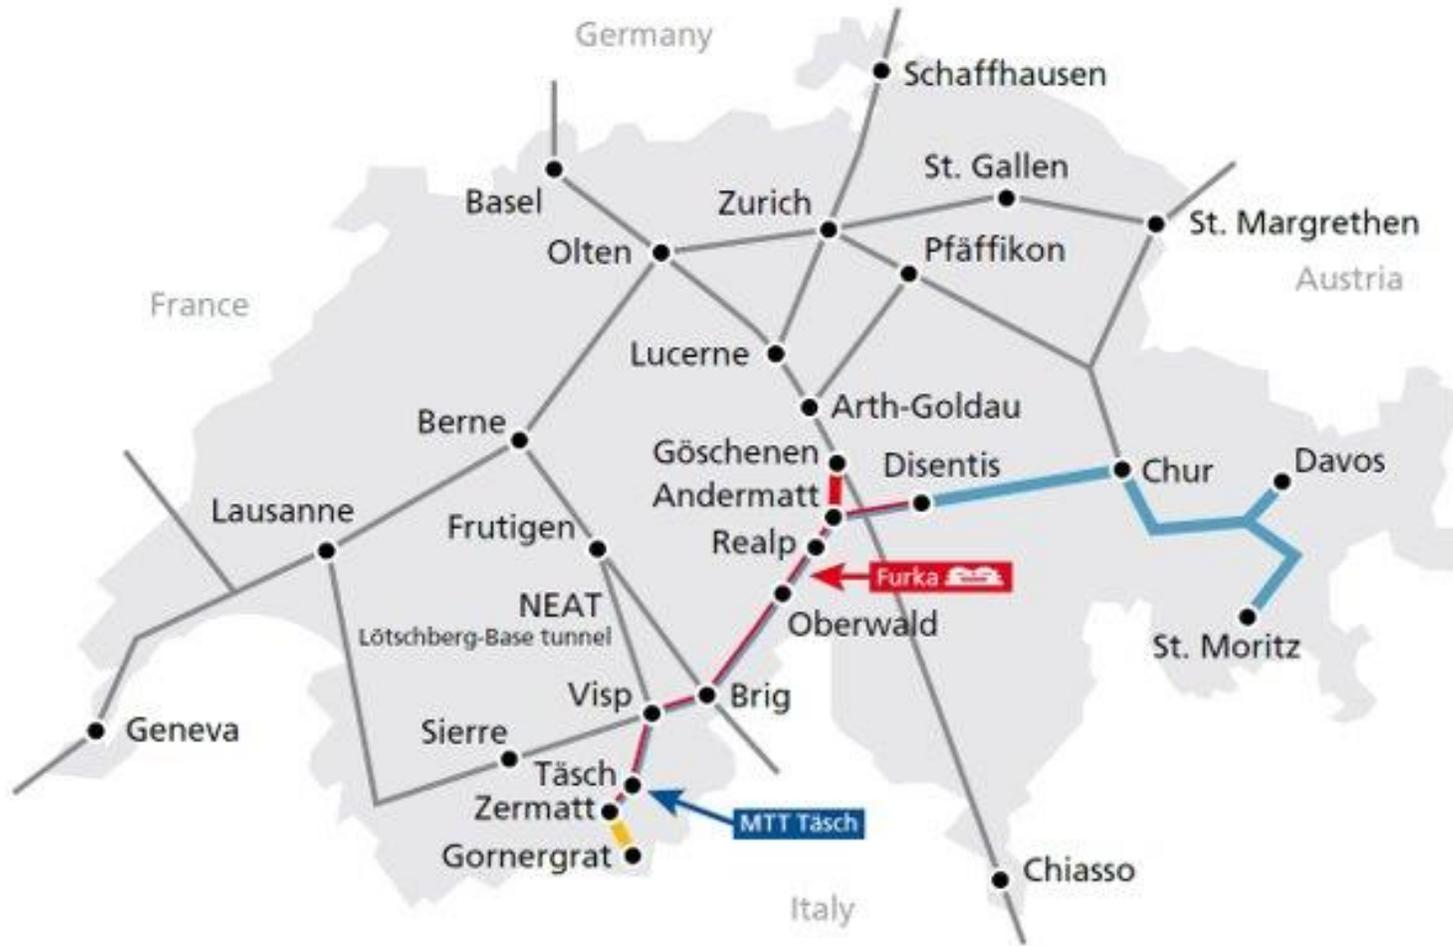 Germany
Schaffhausen
St. Gallen
Basel
Zurich
St. Margrethen
Olten
Pfäffikon
Austria
France
Lucerne
Arth-Goldau
Berne
Göschenen
Disentis
Chur
Davos
Andermatt
Lausanne
Frutigen
Realp
Furka
NEAT
Lötschberg-Base tunnel
Oberwald
St. Moritz
Visp
Brig
Geneva
Sierre
Täsch
Zermatt
MTT Täsch
Gornergrat
Chiasso
Italy